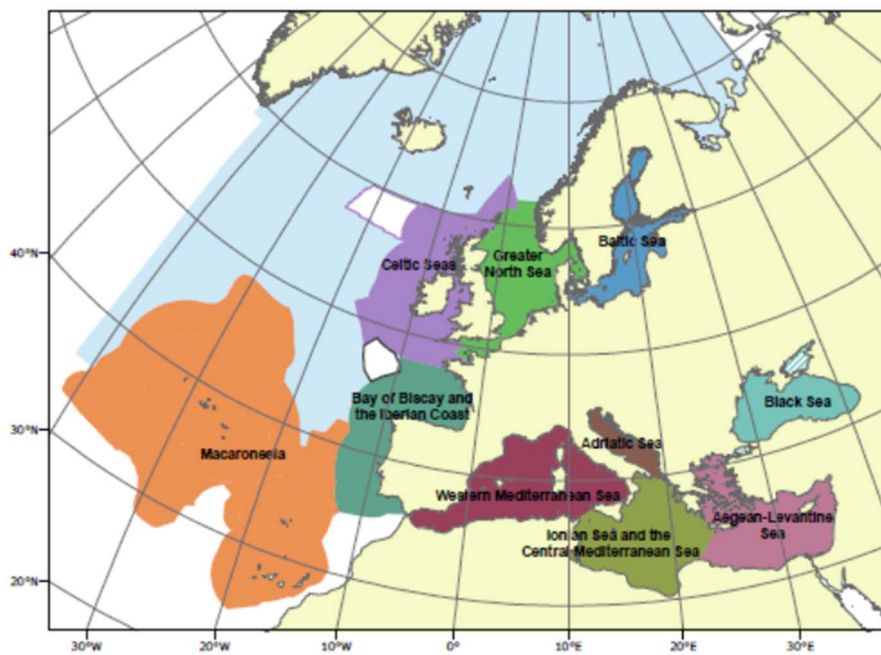 40°N
30°N
20°N
Celtic Seas
Greater
North Sea
Baltic Sea
Bay of Biscay and
the Iberian Coast
Black Sea
Macaronesia
Adriatic Sea
Western Mediterranean Sea
Aegean-Levantine
Sea
Ionian Sea and the
Central Mediterranean Sea
30°W
20°W
10°W
0°
10°E
20°E
30°E